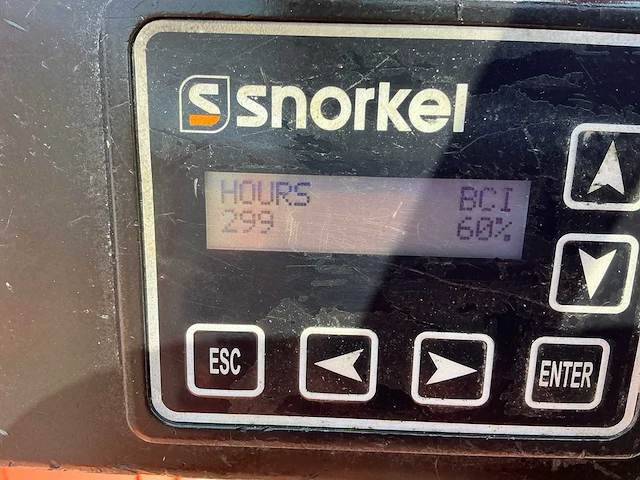 snorkel
HOURS BCI
299 60%
ESC
ENTER